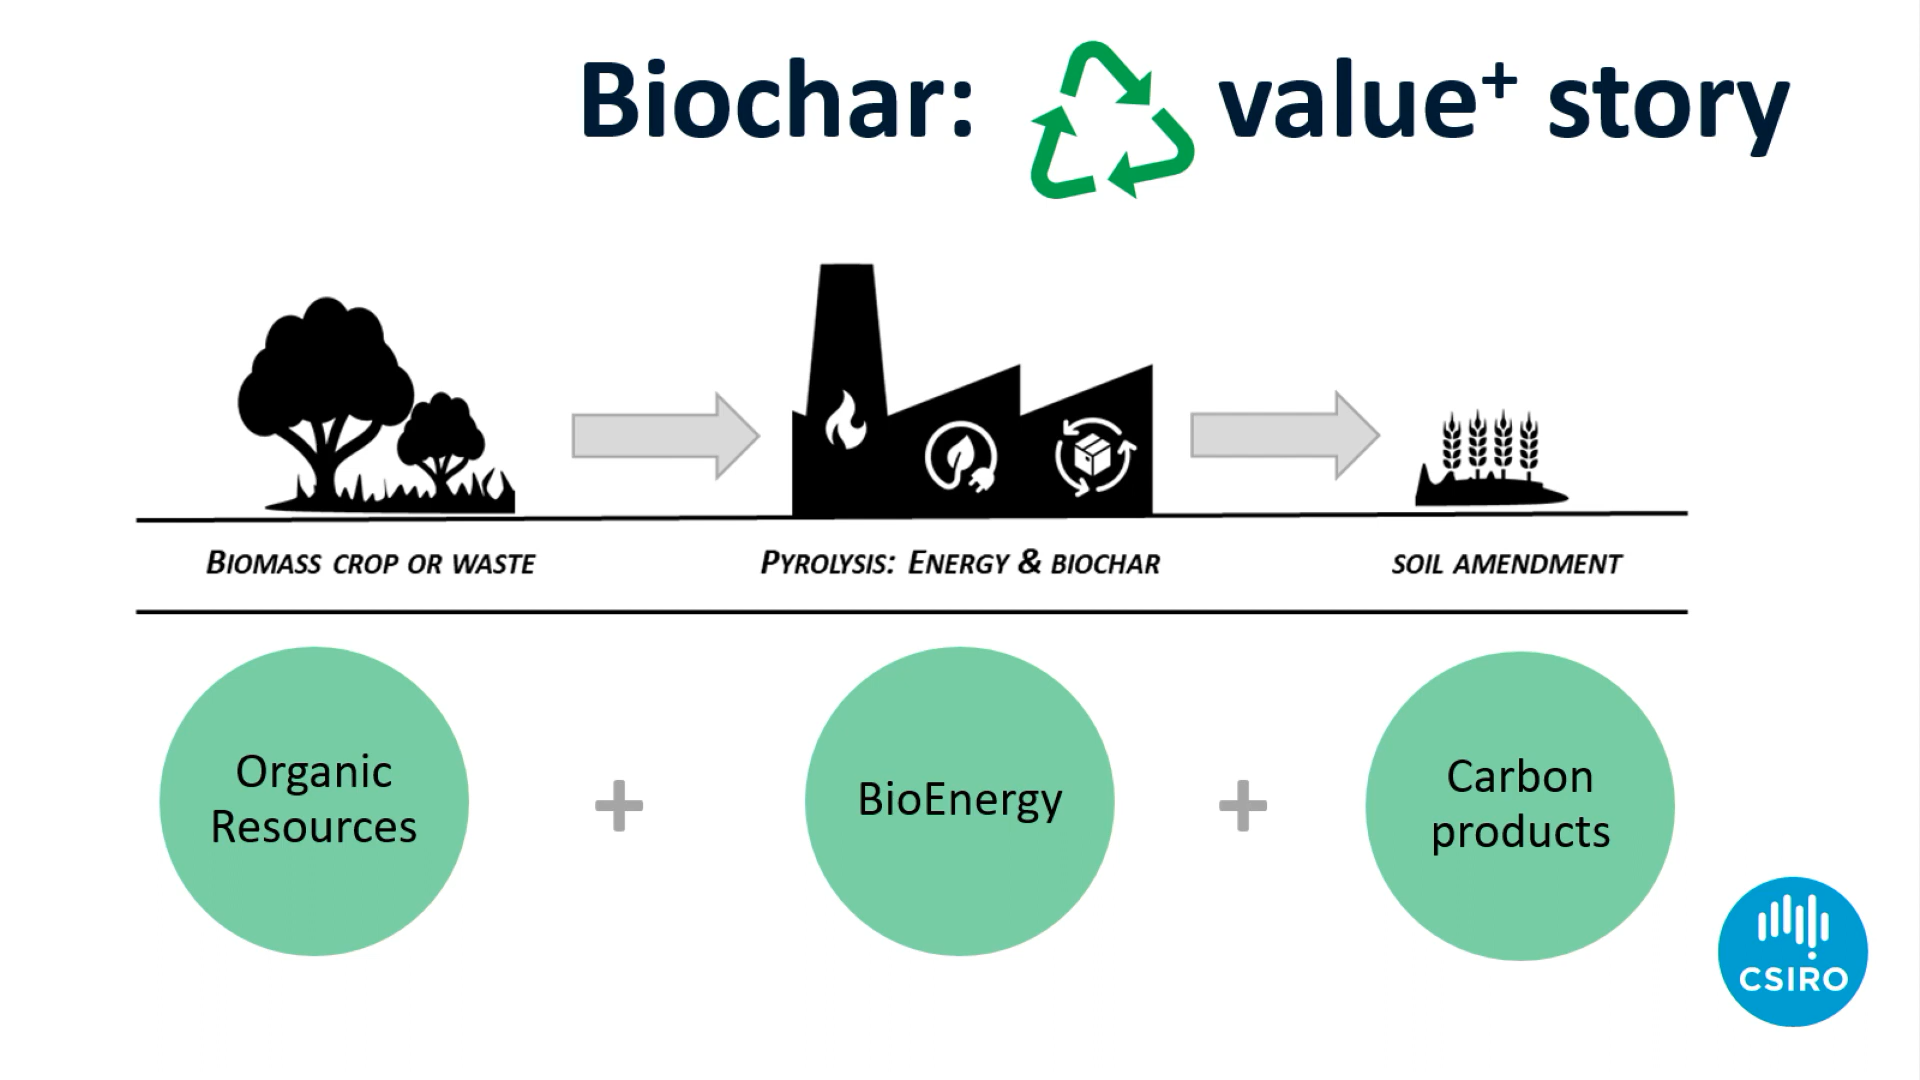 Biochar: value⁺ story
BIOMASS CROP OR WASTE
PYROLYSIS: ENERGY & BIOCHAR
SOIL AMENDMENT
Organic
Resources
+
BioEnergy
+
Carbon
products
CSIRO